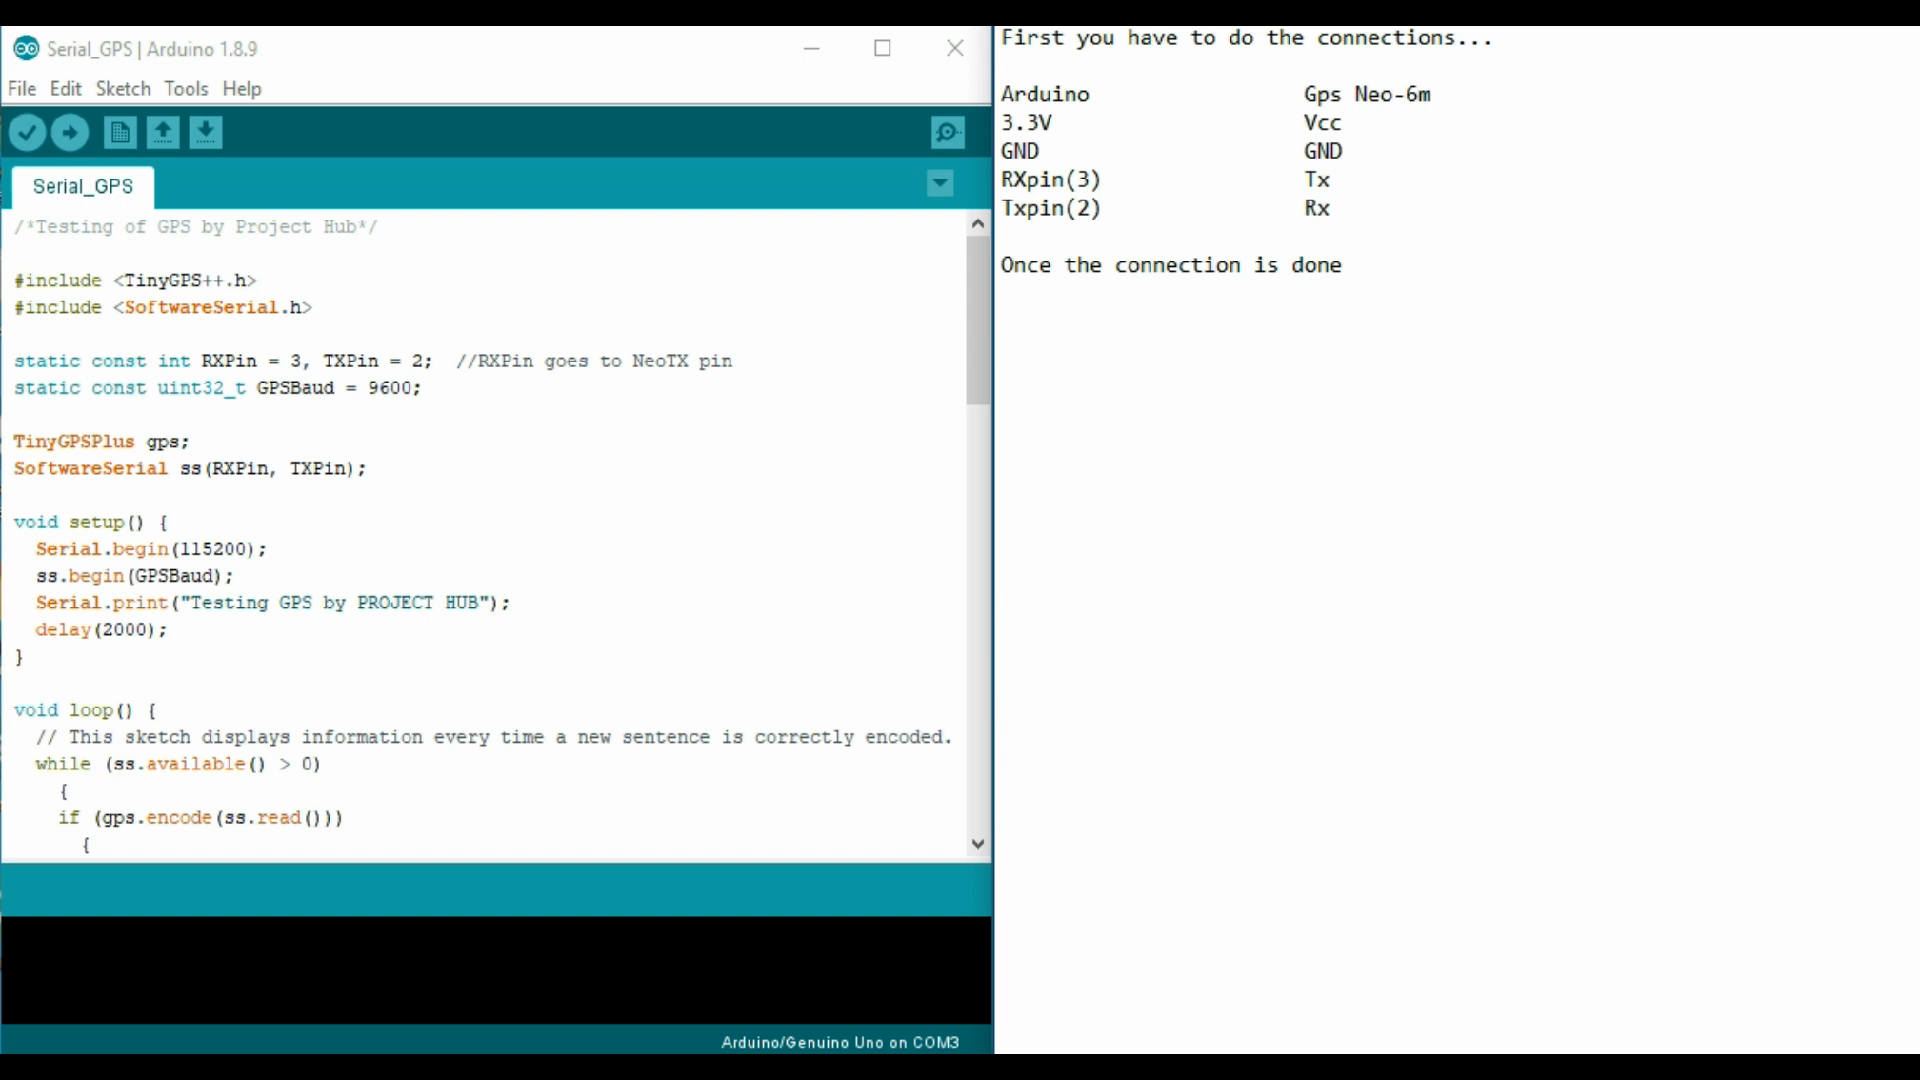 Serial_GPS | Arduino 1.8.9
File Edit Sketch Tools Help
Serial_GPS
/*Testing of GPS by Project Hub*/
#include <TinyGPS++.h>
#include <SoftwareSerial.h>
static const int RXPin = 3, TXPin = 2;  //RXPin goes to NeoTX pin
static const uint32_t GPSBaud = 9600;
TinyGPSPlus gps;
SoftwareSerial ss(RXPin, TXPin);
void setup() {
  Serial.begin(115200);
  ss.begin(GPSBaud);
  Serial.print("Testing GPS by PROJECT HUB");
  delay(2000);
}
void loop() {
  // This sketch displays information every time a new sentence is correctly encoded.
  while (ss.available() > 0)
    {
    if (gps.encode(ss.read()))
      {
Arduino/Genuino Uno on COM3
First you have to do the connections...
Arduino Gps Neo-6m
3.3V Vcc
GND GND
RXpin(3) Tx
Txpin(2) Rx
Once the connection is done